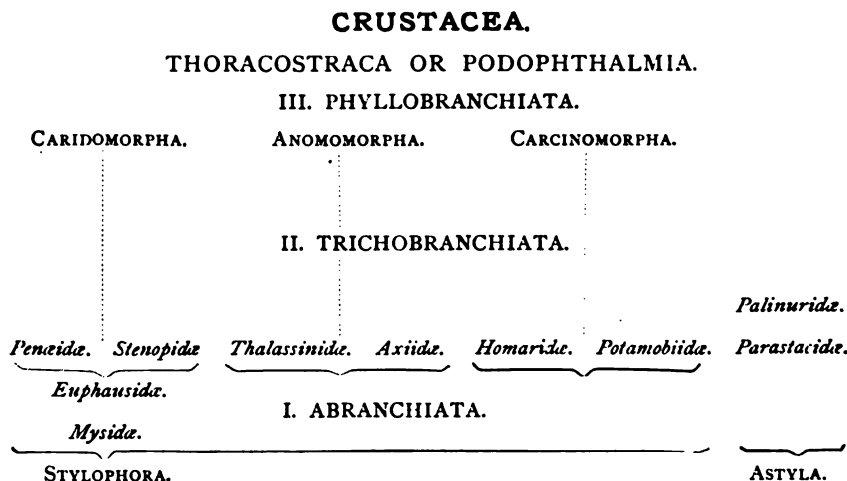 CRUSTACEA.
THORACOSTRACA OR PODOPHTHALMIA.
III. PHYLLOBRANCHIATA.
CARIDOMORPHA. ANOMOMORPHA. CARCINOMORPHA.
II. TRICHOBRANCHIATA.
Palinuridæ.
Penæidæ. Stenopidæ Thalassinidæ. Axiidæ. Homaridæ. Potamobiidæ. Parastacidæ.
Euphausidæ.
I. ABRANCHIATA.
Mysidæ.
STYLOPHORA. ASTYLA.